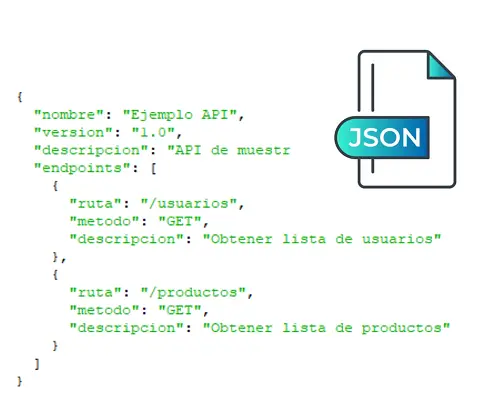 {
  "nombre": "Ejemplo API",
  "version": "1.0",
  "descripcion": "API de muestr
  "endpoints": [
    {
      "ruta": "/usuarios",
      "metodo": "GET",
      "descripcion": "Obtener lista de usuarios"
    },
    {
      "ruta": "/productos",
      "metodo": "GET",
      "descripcion": "Obtener lista de productos"
    }
  ]
}
JSON